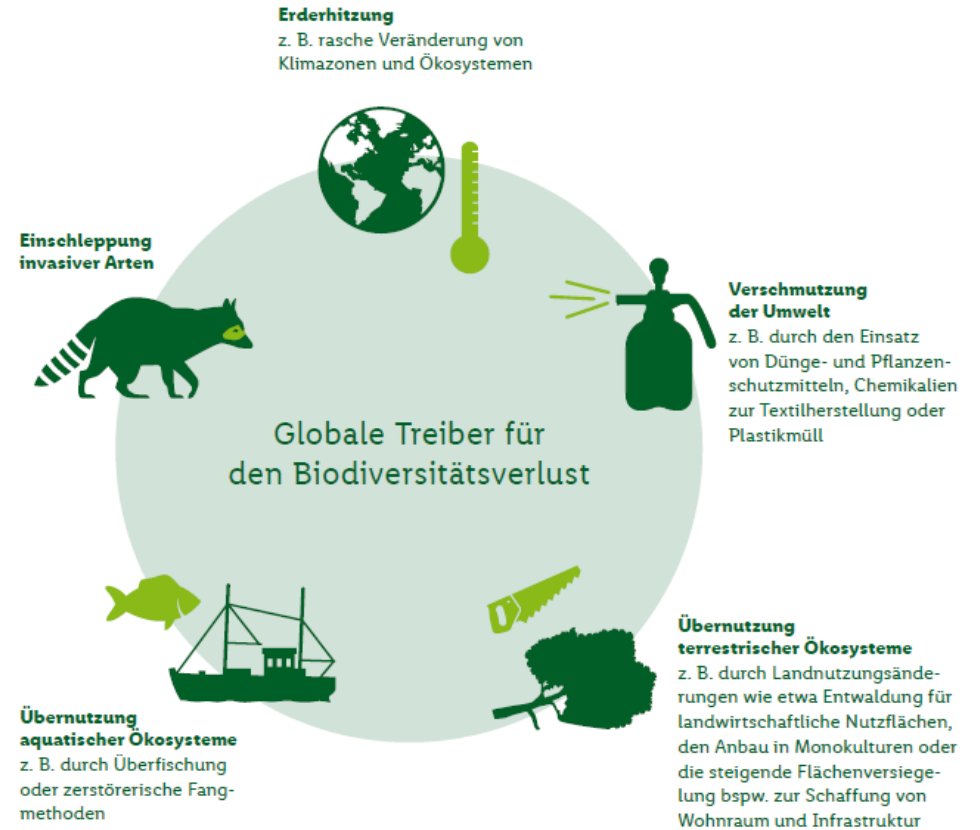 Erderhitzung
z. B. rasche Veränderung von
Klimazonen und Ökosystemen
Einschleppung
invasiver Arten
Verschmutzung
der Umwelt
z. B. durch den Einsatz
von Dünge- und Pflanzen-
schutzmitteln, Chemikalien
zur Textilherstellung oder
Plastikmüll
Globale Treiber für
den Biodiversitätsverlust
Übernutzung
aquatischer Ökosysteme
z. B. durch Überfischung
oder zerstörerische Fang-
methoden
Übernutzung
terrestrischer Ökosysteme
z. B. durch Landnutzungsände-
rungen wie etwa Entwaldung für
landwirtschaftliche Nutzflächen,
den Anbau in Monokulturen oder
die steigende Flächenversiege-
lung bspw. zur Schaffung von
Wohnraum und Infrastruktur